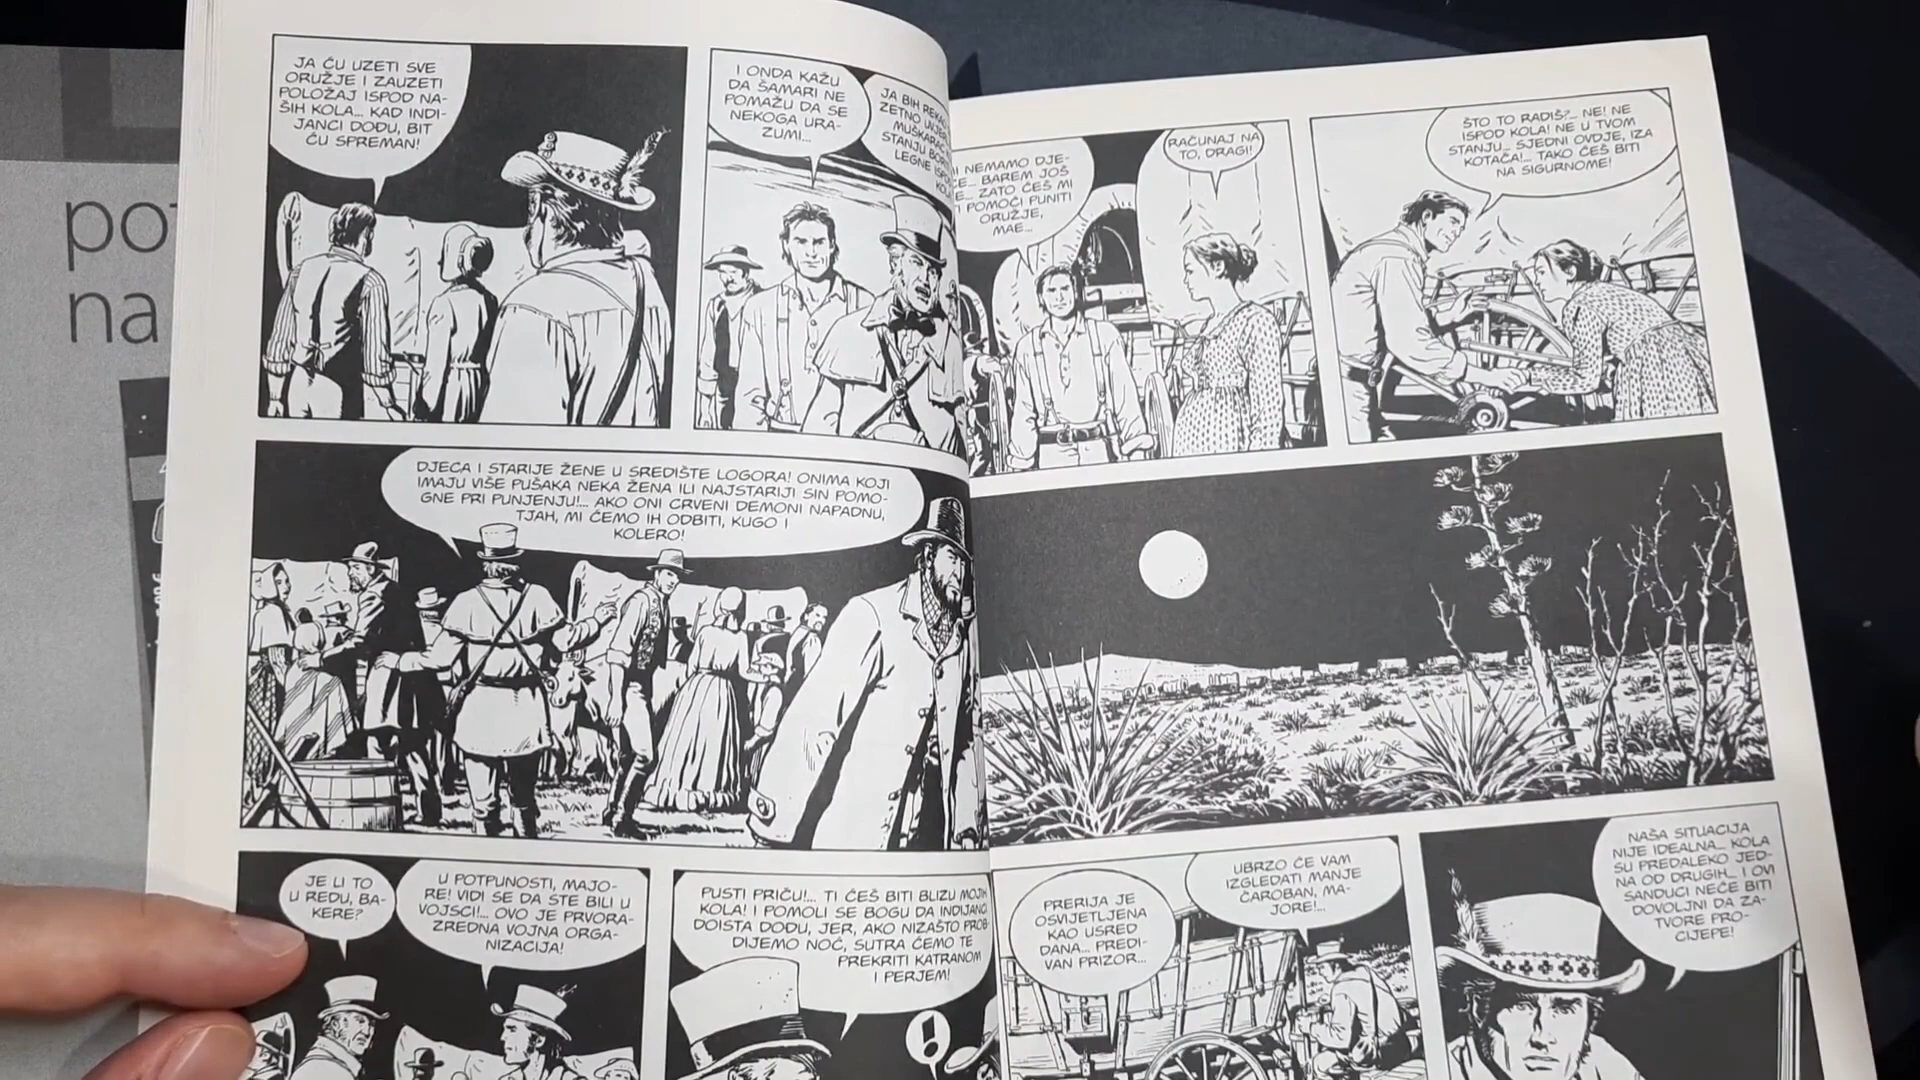 JA ĆU UZETI SVE
ORUŽJE I ZAUZETI
POLOŽAJ ISPOD NA-
ŠIH KOLA... KAD INDI-
JANCI DOĐU, BIT
ĆU SPREMAN!
I ONDA KAŽU
DA ŠAMARI NE
POMAŽU DA SE
NEKOGA URA-
ZUMI...
JA BIH REKAO
MUŠKARAC
STANJU
LEGNE
DJECA I STARIJE ŽENE U SREDIŠTE LOGORA! ONIMA KOJI
IMAJU VIŠE PUŠAKA NEKA ŽENA ILI NAJSTARIJI SIN POMO-
GNE PRI PUNJENJU!... AKO ONI CRVENI DEMONI NAPADNU,
TJAH, MI ĆEMO IH ODBITI, KUGO I
KOLERO!
JE LI TO
U REDU, BA-
KERE?
U POTPUNOSTI, MAJO-
RE! VIDI SE DA STE BILI U
VOJSCI!... OVO JE PRVORA-
ZREDNA VOJNA ORGA-
NIZACIJA!
PUSTI PRIČU!... TI ĆEŠ BITI BLIZU MOJIH
KOLA! I POMOLI SE BOGU DA INDIJANCI
DOISTA DOĐU, JER, AKO NIZAŠTO PROB-
DIJEMO NOĆ, SUTRA ĆEMO TE
PREKRITI KATRANOM
I PERJEM!
NEMAMO DJE-
CE... BAREM JOŠ
ZATO ĆEŠ MI
POMOĆI PUNITI
ORUŽJE,
MAE...
RAČUNAJ NA
TO, DRAGI!
ŠTO TO RADIŠ?... NE! NE
ISPOD KOLA! NE U TVOM
STANJU... SJEDNI OVDJE, IZA
KOTAČA!... TAKO ĆEŠ BITI
NA SIGURNOME!
PRERIJA JE
OSVIJETLJENA
KAO USRED
DANA... PREDI-
VAN PRIZOR...
UBRZO ĆE VAM
IZGLEDATI MANJE
ČAROBAN, MA-
JORE!...
NAŠA SITUACIJA
NIJE IDEALNA... KOLA
SU PREDALEKO JED-
NA OD DRUGIH... I OVI
SANDUCI NEĆE BITI
DOVOLJNI DA ZA-
TVORE PRO-
CIJEPE!
na